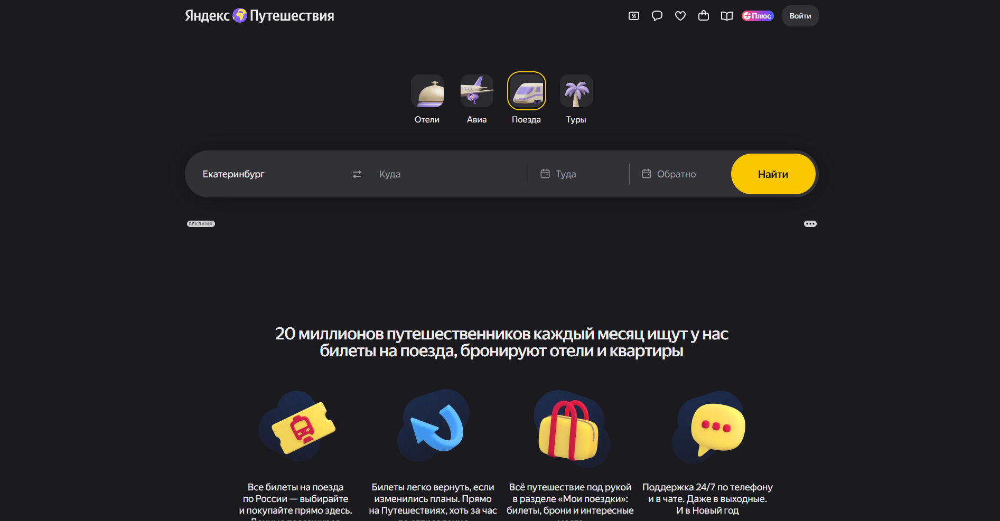 Яндекс Путешествия
Плюс
Войти
Отели
Авиа
Поезда
Туры
Екатеринбург
Куда
Туда
Обратно
Найти
РЕКЛАМА
20 миллионов путешественников каждый месяц ищут у нас
билеты на поезда, бронируют отели и квартиры
Все билеты на поезда
по России — выбирайте
и покупайте прямо здесь.
Билеты легко вернуть, если
изменились планы. Прямо
на Путешествиях, хоть за час
Всё путешествие под рукой
в разделе «Мои поездки»:
билеты, брони и интересные
Поддержка 24/7 по телефону
и в чате. Даже в выходные.
И в Новый год